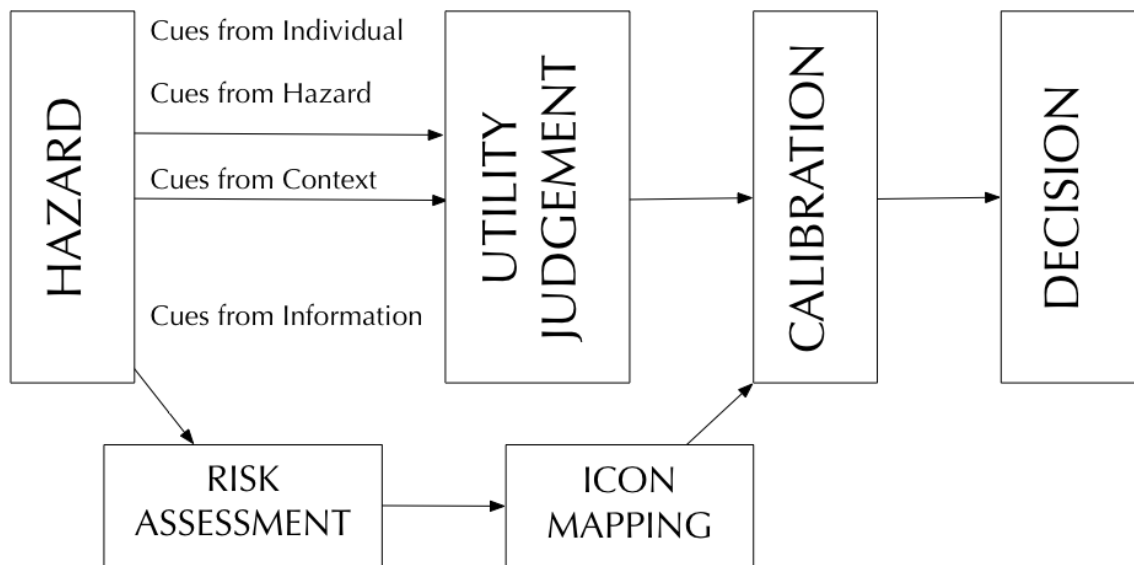 HAZARD
Cues from Individual
Cues from Hazard
Cues from Context
Cues from Information
UTILITY
JUDGEMENT
CALIBRATION
DECISION
RISK
ASSESSMENT
ICON
MAPPING